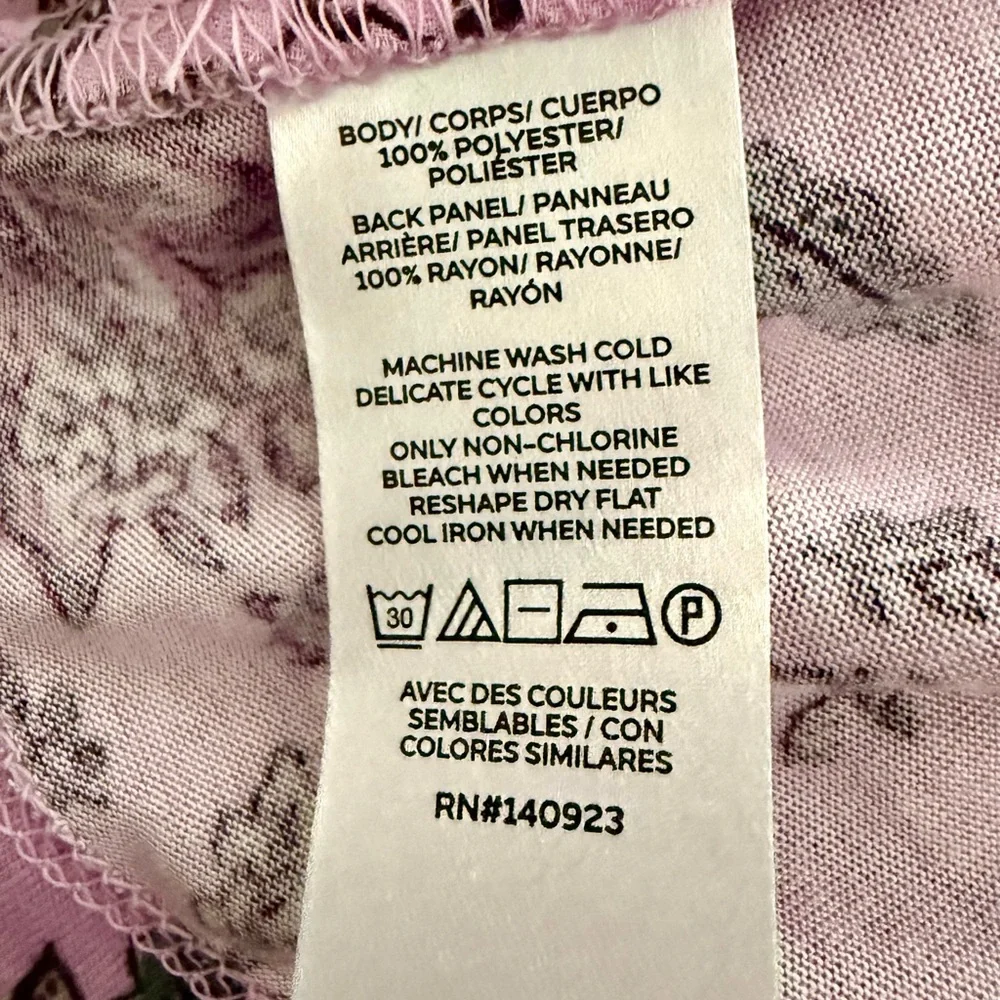 BODY/ CORPS/ CUERPO
100% POLYESTER/
POLIÉSTER
BACK PANEL/ PANNEAU
ARRIÈRE/ PANEL TRASERO
100% RAYON/ RAYONNE/
RAYÓN
MACHINE WASH COLD
DELICATE CYCLE WITH LIKE
COLORS
ONLY NON-CHLORINE
BLEACH WHEN NEEDED
RESHAPE DRY FLAT
COOL IRON WHEN NEEDED
30 P
AVEC DES COULEURS
SEMBLABLES / CON
COLORES SIMILARES
RN#140923